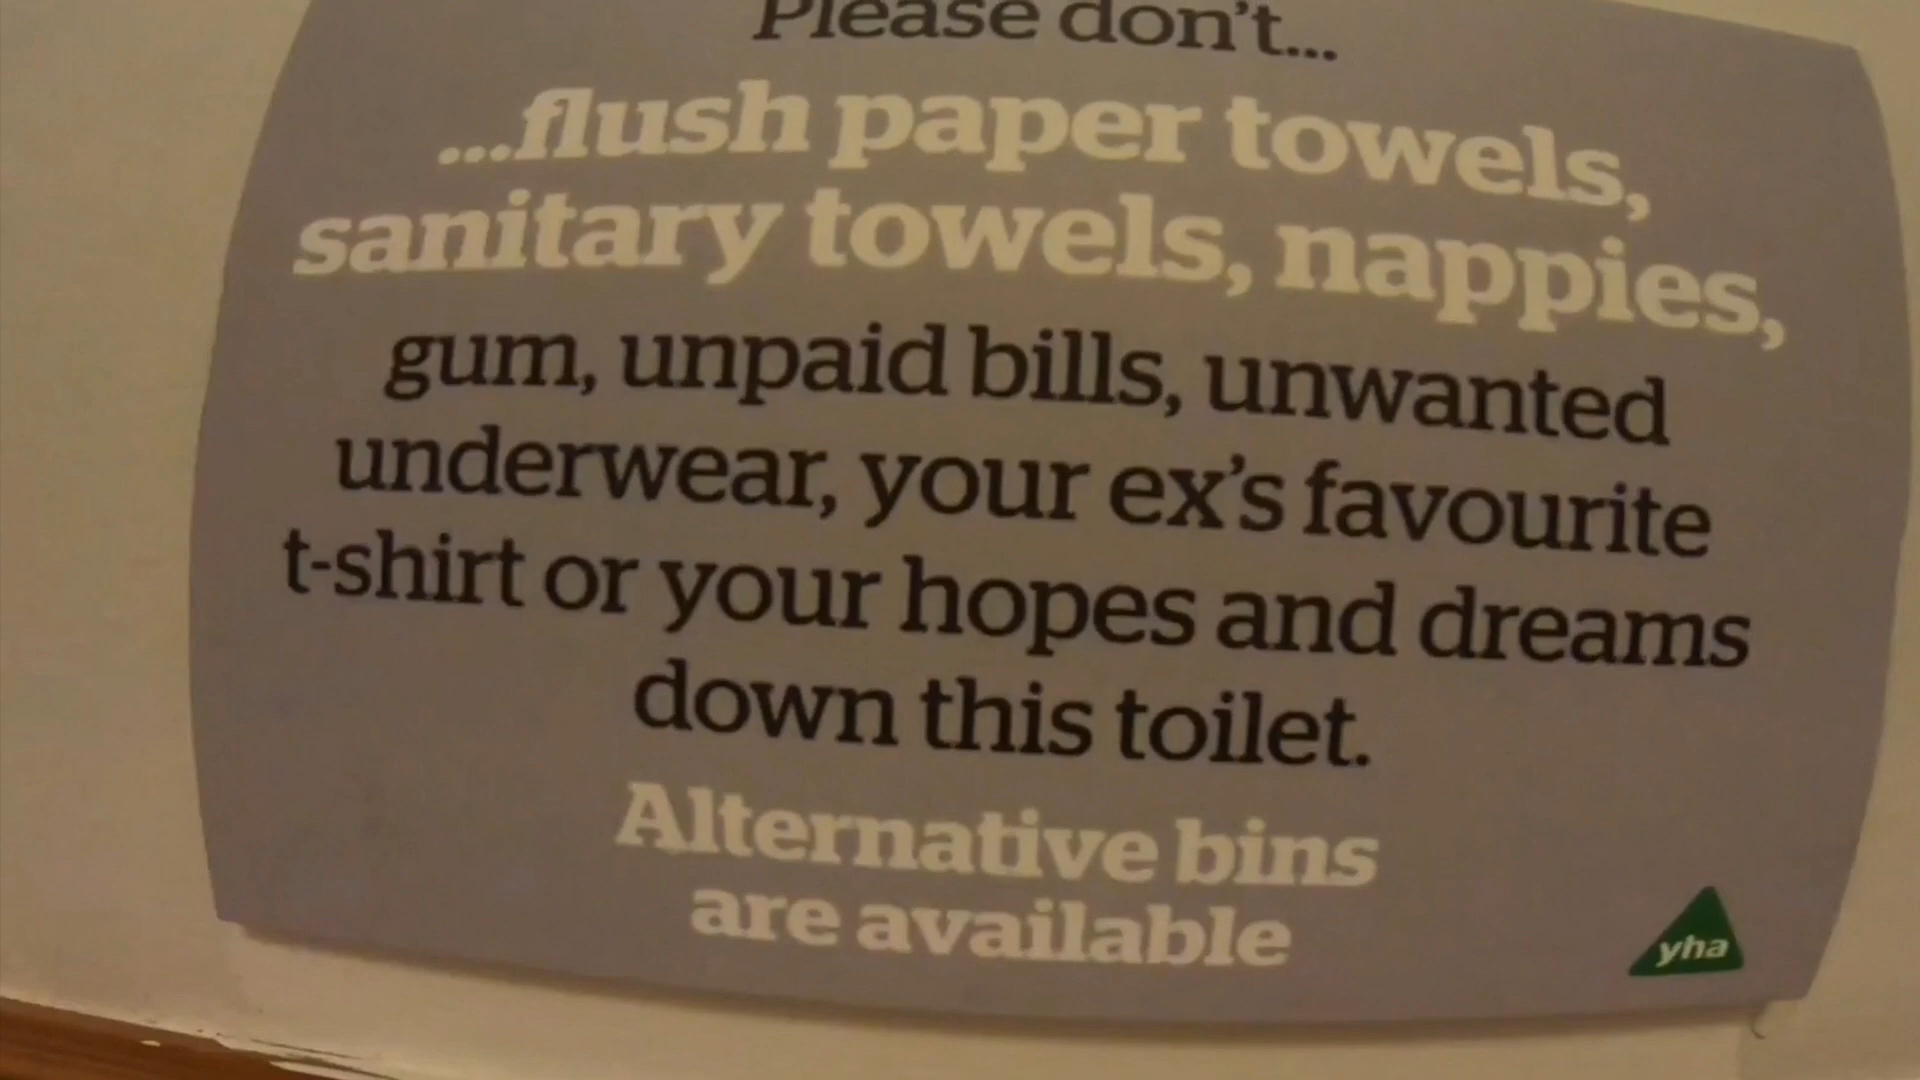 Please don't...
...flush paper towels,
sanitary towels, nappies,
gum, unpaid bills, unwanted
underwear, your ex's favourite
t-shirt or your hopes and dreams
down this toilet.
Alternative bins
are available
yha